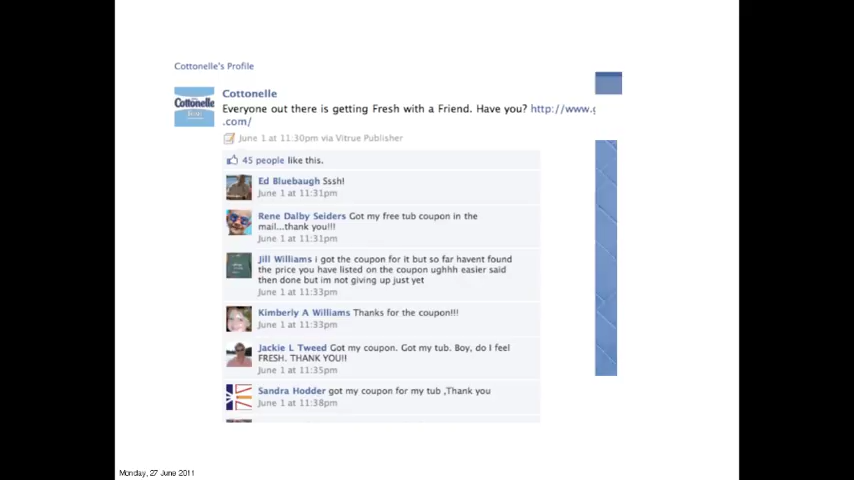 Cottonelle's Profile
Cottonelle
Cottonelle
Everyone out there is getting Fresh with a Friend. Have you? http://www.g
.com/
June 1 at 11:30pm via Vitrue Publisher
45 people like this.
Ed Bluebaugh Sssh!
June 1 at 11:31pm
Rene Dalby Seiders Got my free tub coupon in the
mail...thank you!!!
June 1 at 11:31pm
Jill Williams i got the coupon for it but so far havent found
the price you have listed on the coupon ughhh easier said
then done but im not giving up just yet
June 1 at 11:33pm
Kimberly A Williams Thanks for the coupon!!!
June 1 at 11:33pm
Jackie L Tweed Got my coupon. Got my tub. Boy, do I feel
FRESH. THANK YOU!!
June 1 at 11:35pm
Sandra Hodder got my coupon for my tub ,Thank you
June 1 at 11:38pm
Monday, 27 June 2011